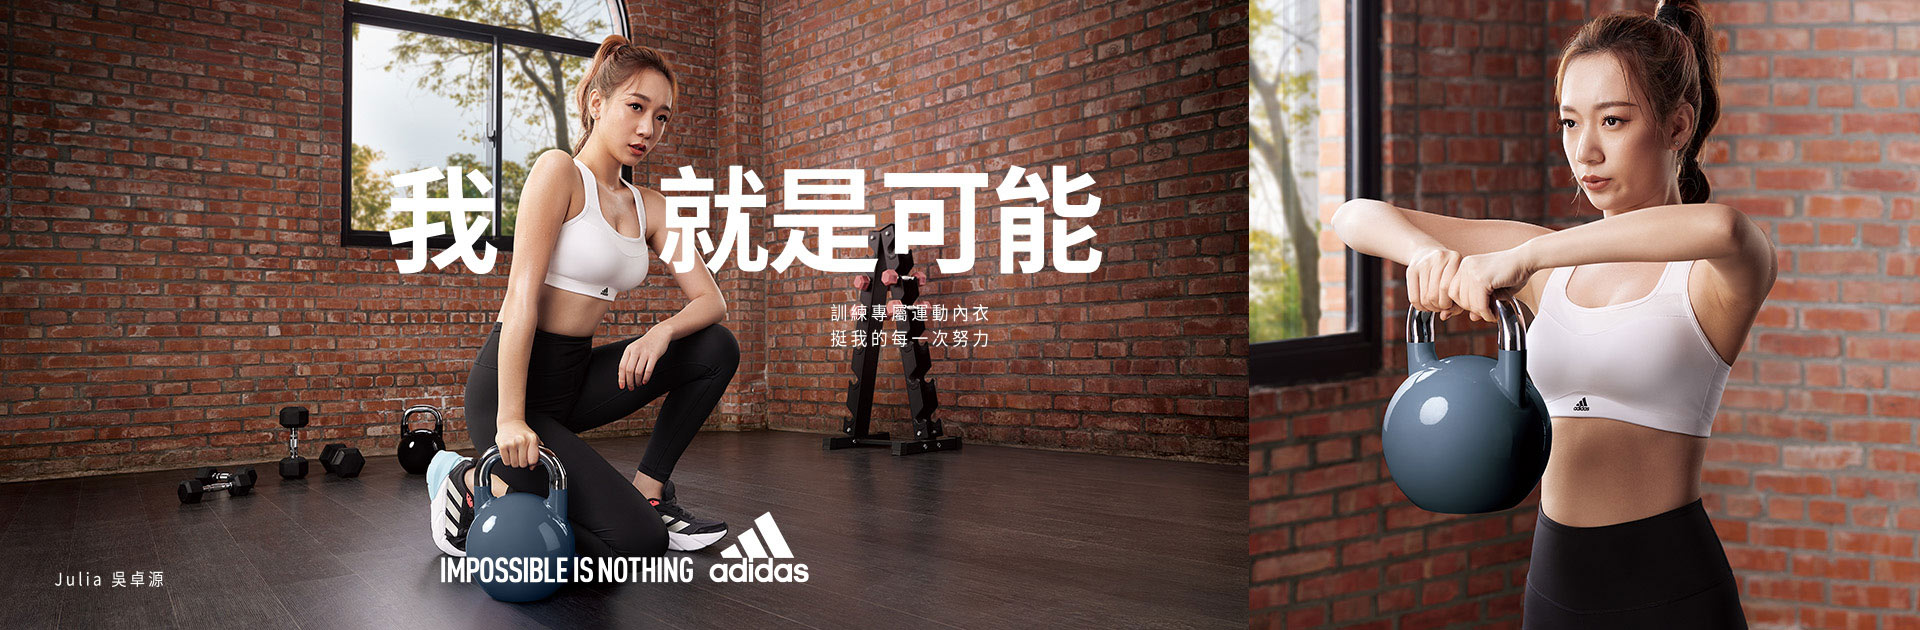 我 就是可能
訓練專屬運動內衣
挺我的每一次努力
IMPOSSIBLE IS NOTHING adidas
Julia 吳卓源
adidas